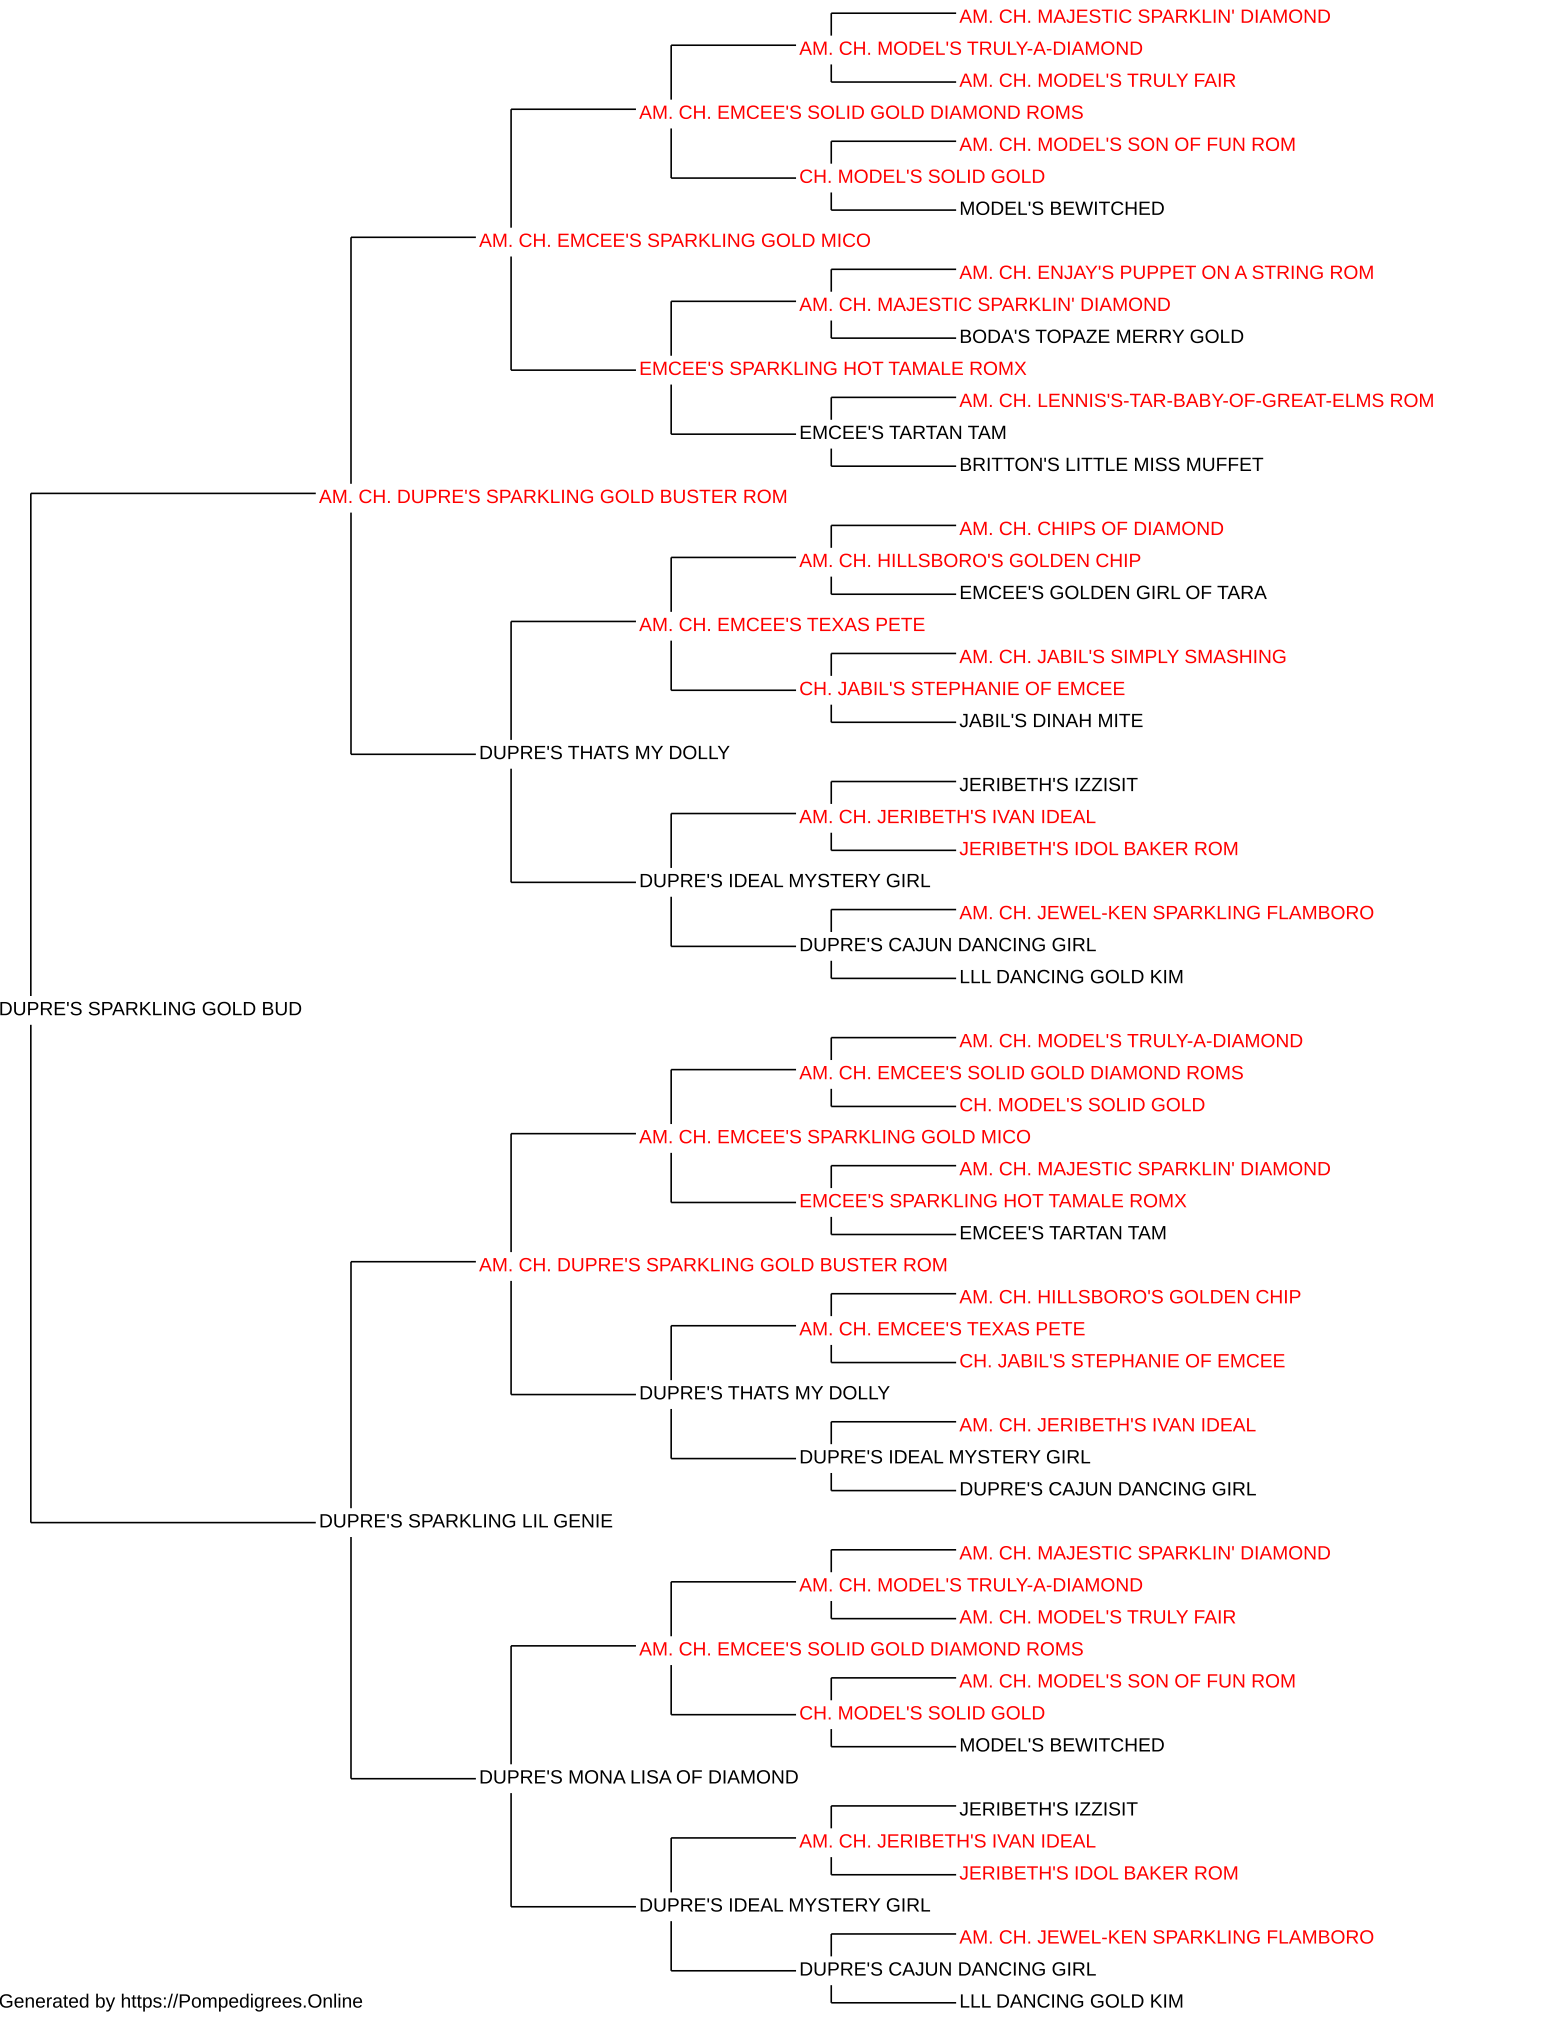 AM. CH. MAJESTIC SPARKLIN' DIAMOND
AM. CH. MODEL'S TRULY-A-DIAMOND
AM. CH. MODEL'S TRULY FAIR
AM. CH. EMCEE'S SOLID GOLD DIAMOND ROMS
AM. CH. MODEL'S SON OF FUN ROM
CH. MODEL'S SOLID GOLD
MODEL'S BEWITCHED
AM. CH. EMCEE'S SPARKLING GOLD MICO
AM. CH. ENJAY'S PUPPET ON A STRING ROM
AM. CH. MAJESTIC SPARKLIN' DIAMOND
BODA'S TOPAZE MERRY GOLD
EMCEE'S SPARKLING HOT TAMALE ROMX
AM. CH. LENNIS'S-TAR-BABY-OF-GREAT-ELMS ROM
EMCEE'S TARTAN TAM
BRITTON'S LITTLE MISS MUFFET
AM. CH. DUPRE'S SPARKLING GOLD BUSTER ROM
AM. CH. CHIPS OF DIAMOND
AM. CH. HILLSBORO'S GOLDEN CHIP
EMCEE'S GOLDEN GIRL OF TARA
AM. CH. EMCEE'S TEXAS PETE
AM. CH. JABIL'S SIMPLY SMASHING
CH. JABIL'S STEPHANIE OF EMCEE
JABIL'S DINAH MITE
DUPRE'S THATS MY DOLLY
JERIBETH'S IZZISIT
AM. CH. JERIBETH'S IVAN IDEAL
JERIBETH'S IDOL BAKER ROM
DUPRE'S IDEAL MYSTERY GIRL
AM. CH. JEWEL-KEN SPARKLING FLAMBORO
DUPRE'S CAJUN DANCING GIRL
LLL DANCING GOLD KIM
DUPRE'S SPARKLING GOLD BUD
AM. CH. MODEL'S TRULY-A-DIAMOND
AM. CH. EMCEE'S SOLID GOLD DIAMOND ROMS
CH. MODEL'S SOLID GOLD
AM. CH. EMCEE'S SPARKLING GOLD MICO
AM. CH. MAJESTIC SPARKLIN' DIAMOND
EMCEE'S SPARKLING HOT TAMALE ROMX
EMCEE'S TARTAN TAM
AM. CH. DUPRE'S SPARKLING GOLD BUSTER ROM
AM. CH. HILLSBORO'S GOLDEN CHIP
AM. CH. EMCEE'S TEXAS PETE
CH. JABIL'S STEPHANIE OF EMCEE
DUPRE'S THATS MY DOLLY
AM. CH. JERIBETH'S IVAN IDEAL
DUPRE'S IDEAL MYSTERY GIRL
DUPRE'S CAJUN DANCING GIRL
DUPRE'S SPARKLING LIL GENIE
AM. CH. MAJESTIC SPARKLIN' DIAMOND
AM. CH. MODEL'S TRULY-A-DIAMOND
AM. CH. MODEL'S TRULY FAIR
AM. CH. EMCEE'S SOLID GOLD DIAMOND ROMS
AM. CH. MODEL'S SON OF FUN ROM
CH. MODEL'S SOLID GOLD
MODEL'S BEWITCHED
DUPRE'S MONA LISA OF DIAMOND
JERIBETH'S IZZISIT
AM. CH. JERIBETH'S IVAN IDEAL
JERIBETH'S IDOL BAKER ROM
DUPRE'S IDEAL MYSTERY GIRL
AM. CH. JEWEL-KEN SPARKLING FLAMBORO
DUPRE'S CAJUN DANCING GIRL
LLL DANCING GOLD KIM
Generated by https://Pompedigrees.Online